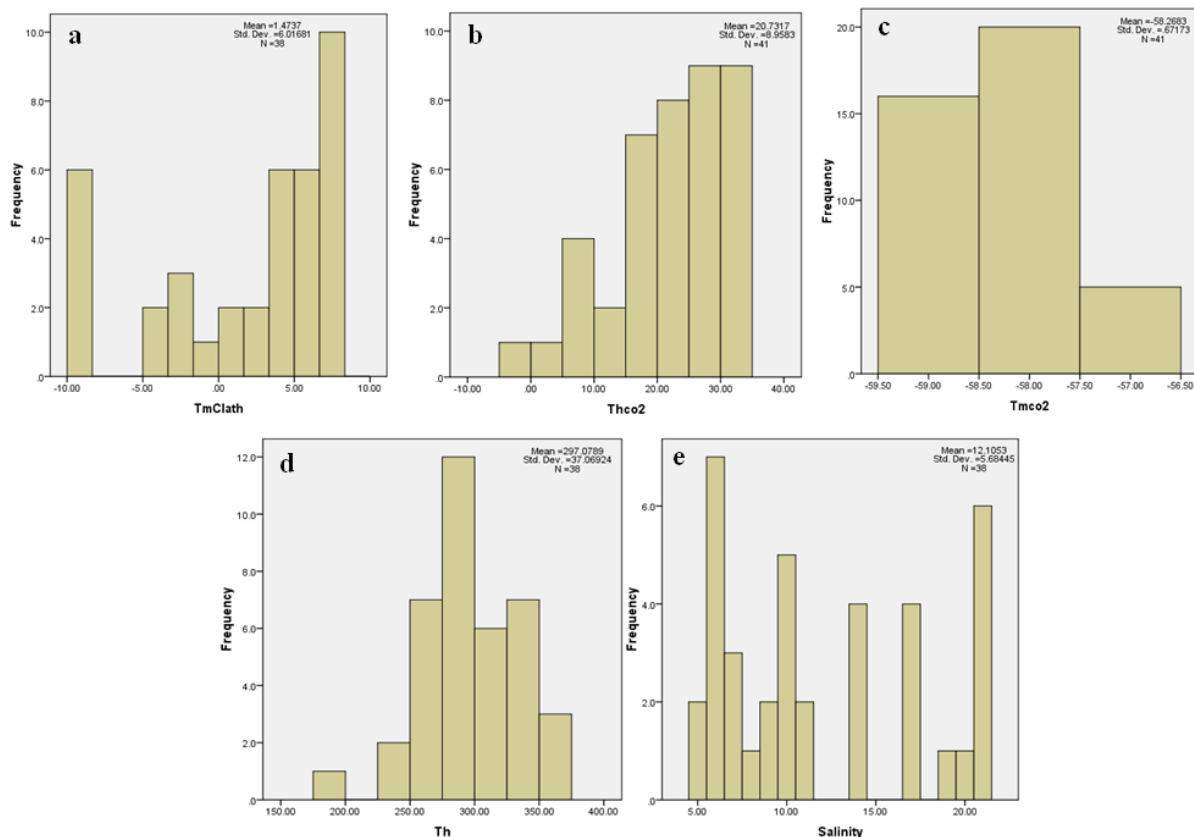 a
Mean =1.4737
Std. Dev. =6.01681
N =38
10.0
8.0
6.0
4.0
2.0
.0
Frequency
-10.00 -5.00 .00 5.00 10.00
TmClath
b
Mean =20.7317
Std. Dev. =8.9583
N =41
10.0
8.0
6.0
4.0
2.0
.0
Frequency
-10.00 .00 10.00 20.00 30.00 40.00
Thco2
c
Mean =-58.2683
Std. Dev. =.67173
N =41
20.0
15.0
10.0
5.0
.0
Frequency
-59.50 -59.00 -58.50 -58.00 -57.50 -57.00 -56.50
Tmco2
d
Mean =297.0789
Std. Dev. =37.06924
N =38
12.0
10.0
8.0
6.0
4.0
2.0
.0
Frequency
150.00 200.00 250.00 300.00 350.00 400.00
Th
e
Mean =12.1053
Std. Dev. =5.68445
N =38
6.0
4.0
2.0
.0
Frequency
5.00 10.00 15.00 20.00
Salinity